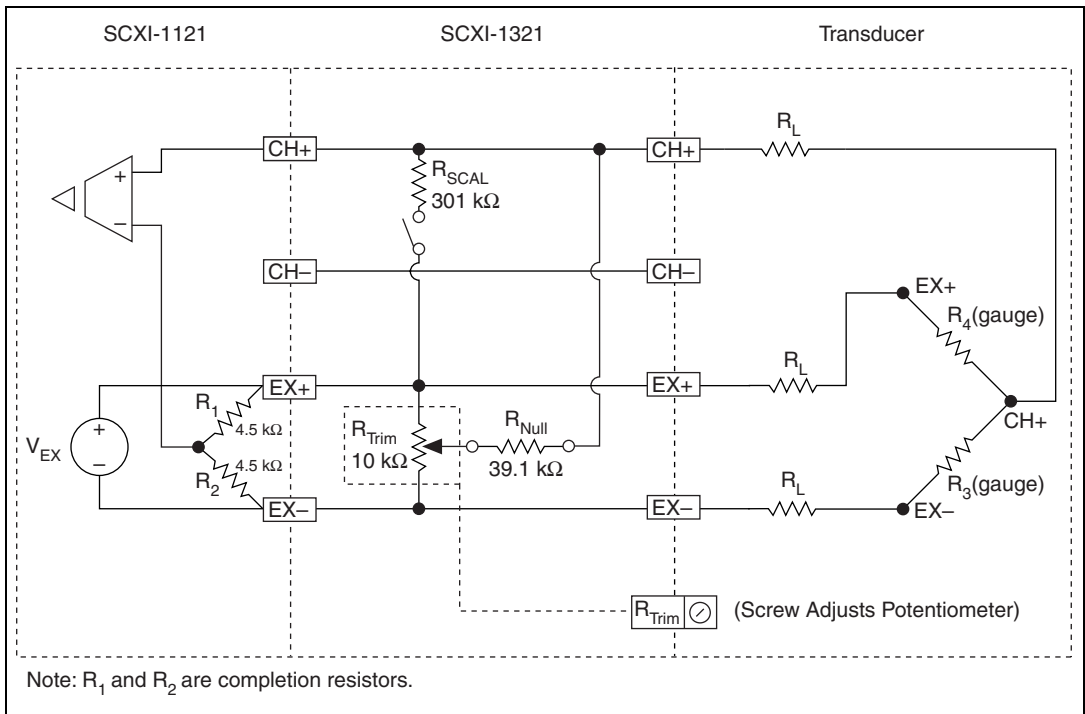 SCXI-1121
SCXI-1321
Transducer
CH+
CH+
R_L
R_SCAL
301 kΩ
+
–
CH–
CH–
EX+
R_4(gauge)
R_L
EX+
EX+
R_1
4.5 kΩ
R_Trim
10 kΩ
R_Null
39.1 kΩ
CH+
V_EX
+
–
4.5 kΩ
R_2
R_3(gauge)
R_L
EX–
EX–
EX–
R_Trim
(Screw Adjusts Potentiometer)
Note: R_1 and R_2 are completion resistors.